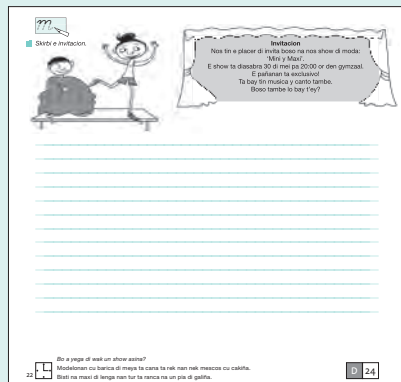 Skirbi e invitacion.
Invitacion
Nos tin e placer di invita boso na nos show di moda:
'Mini y Maxi'.
E show ta diasabra 30 di mei pa 20:00 or den gymzaal.
E pañanan ta exclusivo!
Ta bay tin musica y canto tambe.
Boso tambe lo bay t'ey?
Bo a yega di wak un show asina?
Modelonan cu barica di meya ta cana ta rek nan nek mescos cu cakiña.
Bisti na maxi di lenga nan tur ta ranca na un pia di galiña.
22
D 24